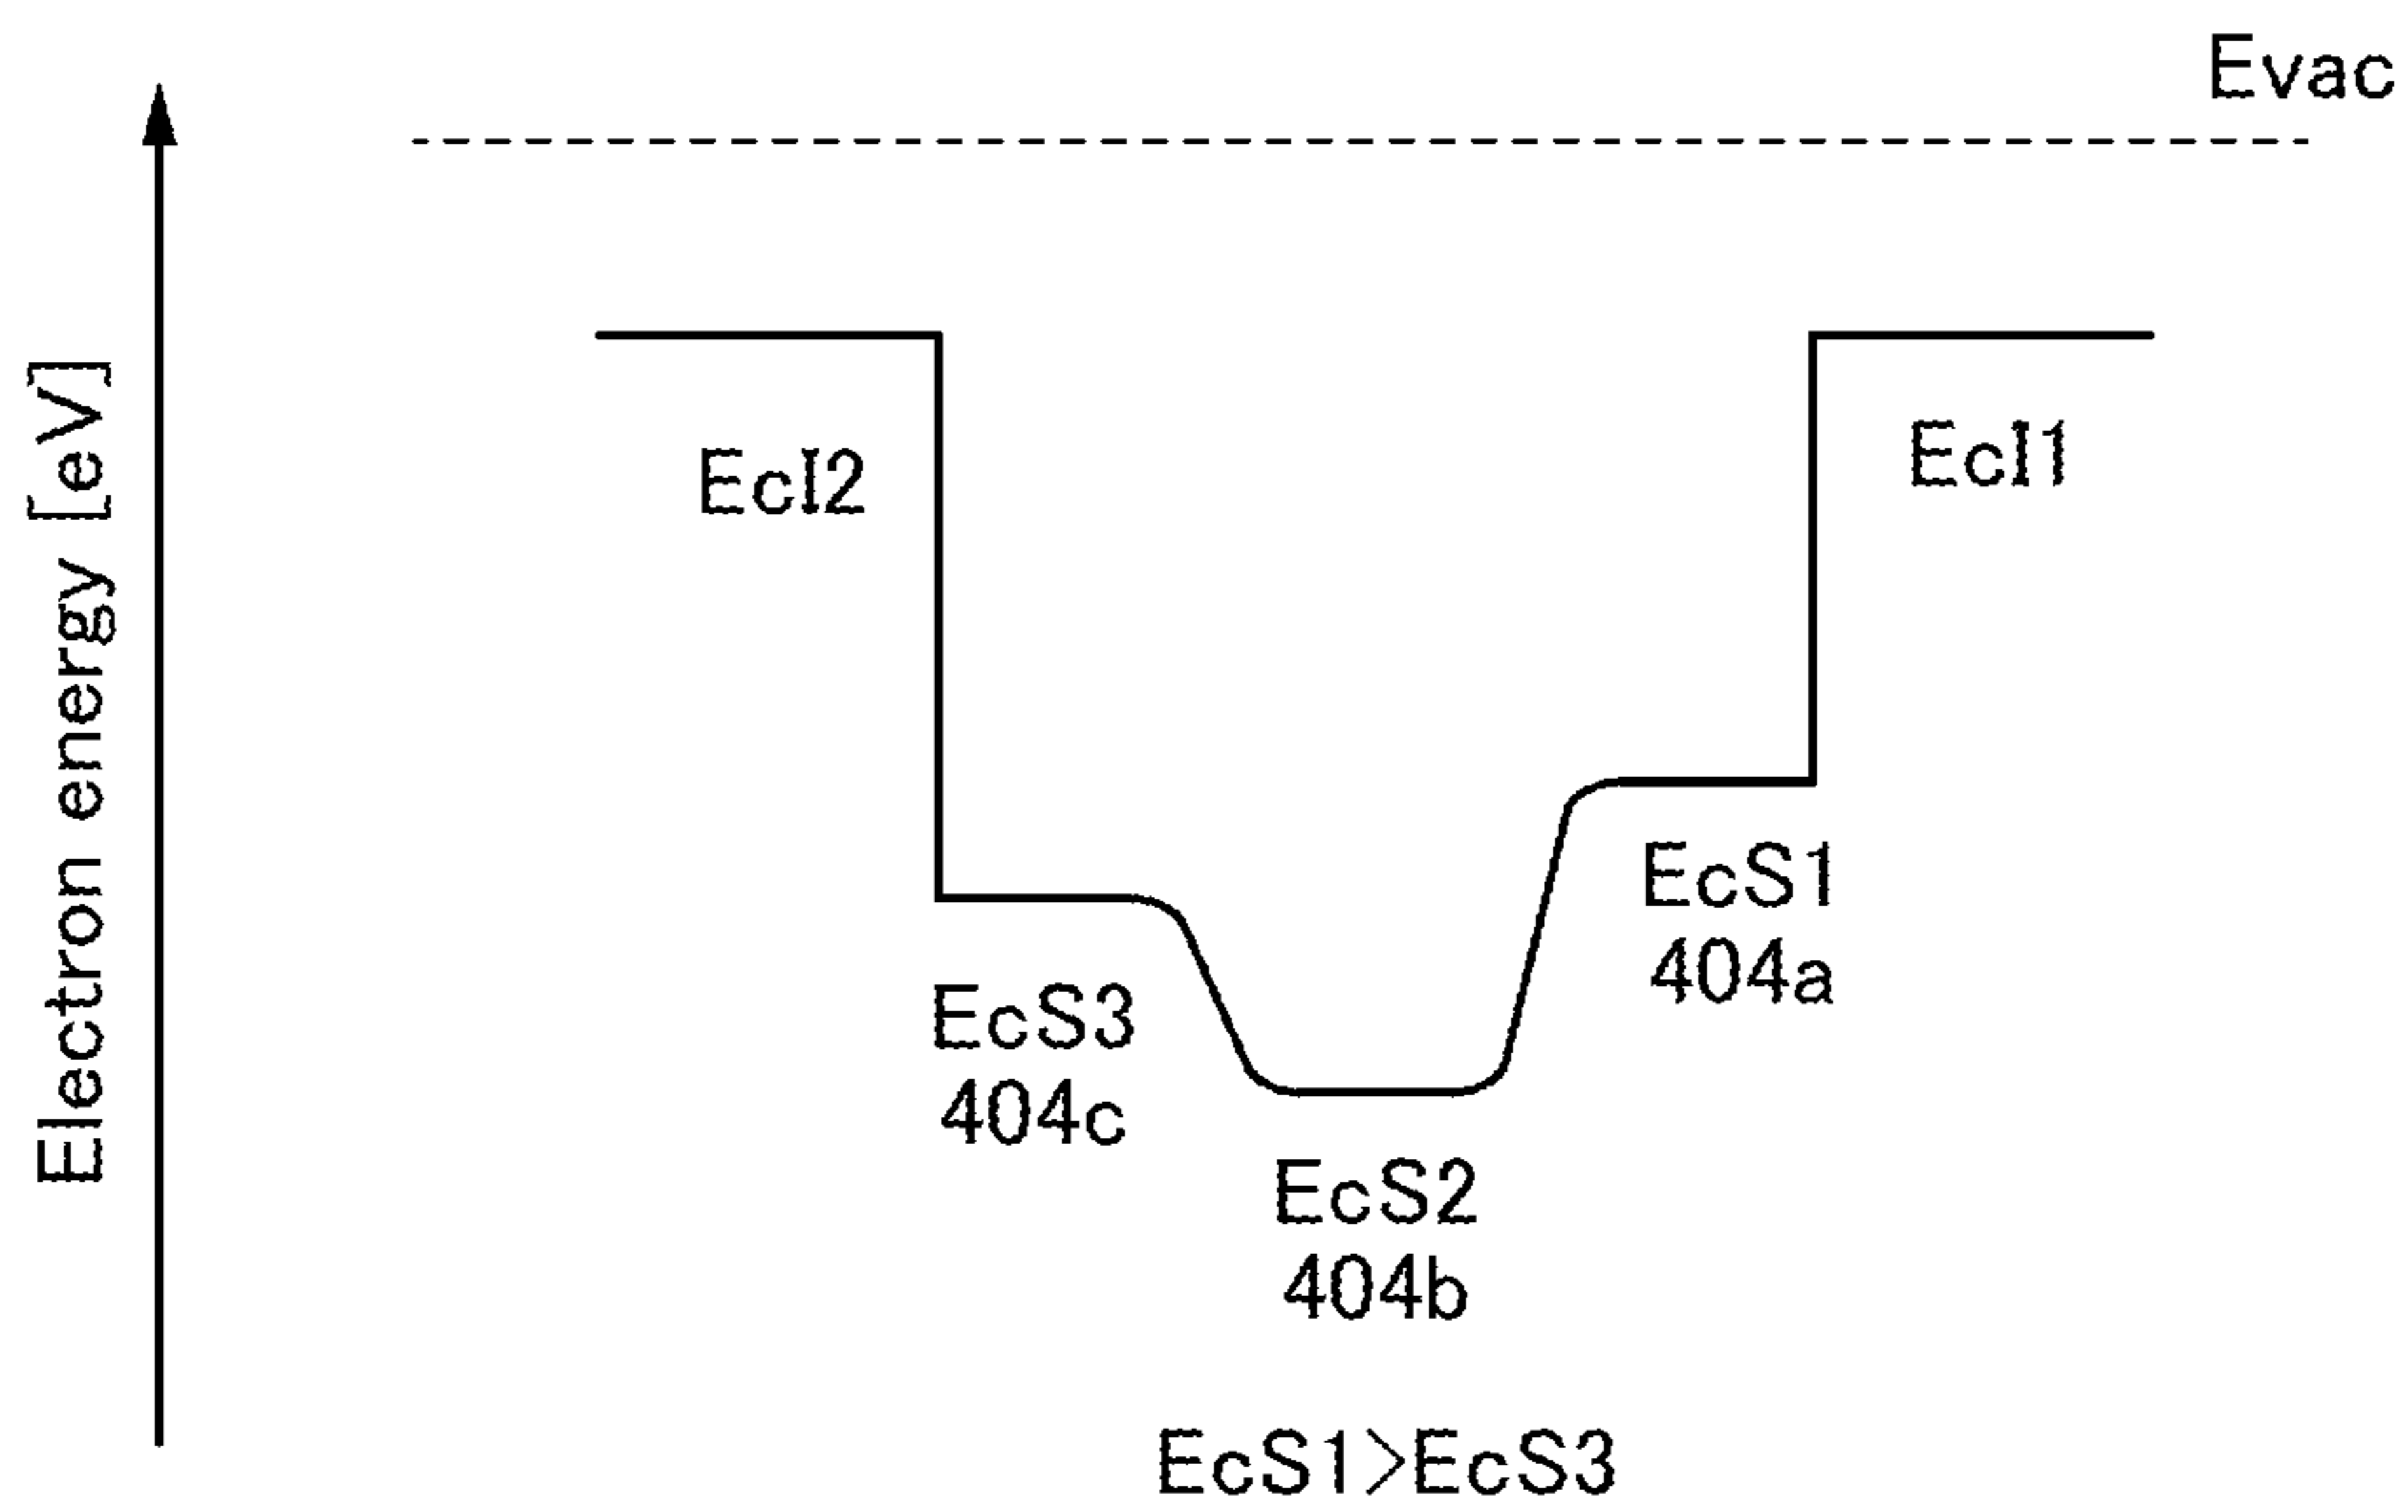 Evac
Electron energy [eV]
EcI2
EcI1
EcS1
404a
EcS3
404c
EcS2
404b
EcS1>EcS3